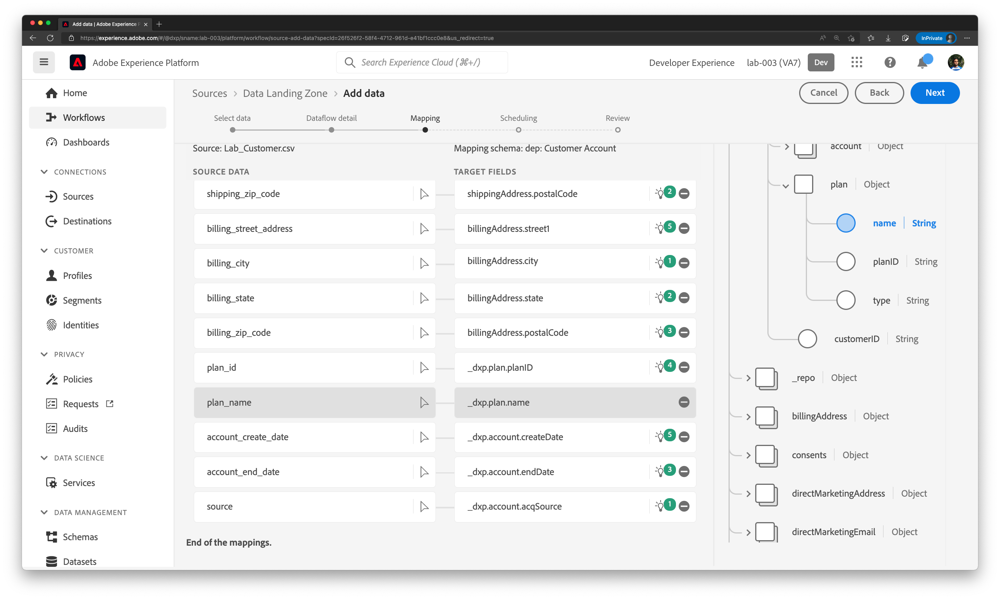 Add data | Adobe Experience P
https://experience.adobe.com/#/@dxp/sname:lab-003/platform/workflow/source-add-data?specId=26f526f2-58f4-4712-961d-e41bf1ccc0e8&us_redirect=true
InPrivate
Adobe Experience Platform
Search Experience Cloud (⌘+/)
Developer Experience
lab-003 (VA7)
Dev
Home
Workflows
Dashboards
CONNECTIONS
Sources
Destinations
CUSTOMER
Profiles
Segments
Identities
PRIVACY
Policies
Requests
Audits
DATA SCIENCE
Services
DATA MANAGEMENT
Schemas
Datasets
Sources > Data Landing Zone > Add data
Cancel
Back
Next
Select data
Dataflow detail
Mapping
Scheduling
Review
Source: Lab_Customer.csv
Mapping schema: dep: Customer Account
SOURCE DATA
TARGET FIELDS
shipping_zip_code
shippingAddress.postalCode
2
billing_street_address
billingAddress.street1
5
billing_city
billingAddress.city
1
billing_state
billingAddress.state
2
billing_zip_code
billingAddress.postalCode
3
plan_id
_dxp.plan.planID
4
plan_name
_dxp.plan.name
account_create_date
_dxp.account.createDate
5
account_end_date
_dxp.account.endDate
3
source
_dxp.account.acqSource
1
End of the mappings.
account Object
plan Object
name String
planID String
type String
customerID String
_repo Object
billingAddress Object
consents Object
directMarketingAddress Object
directMarketingEmail Object